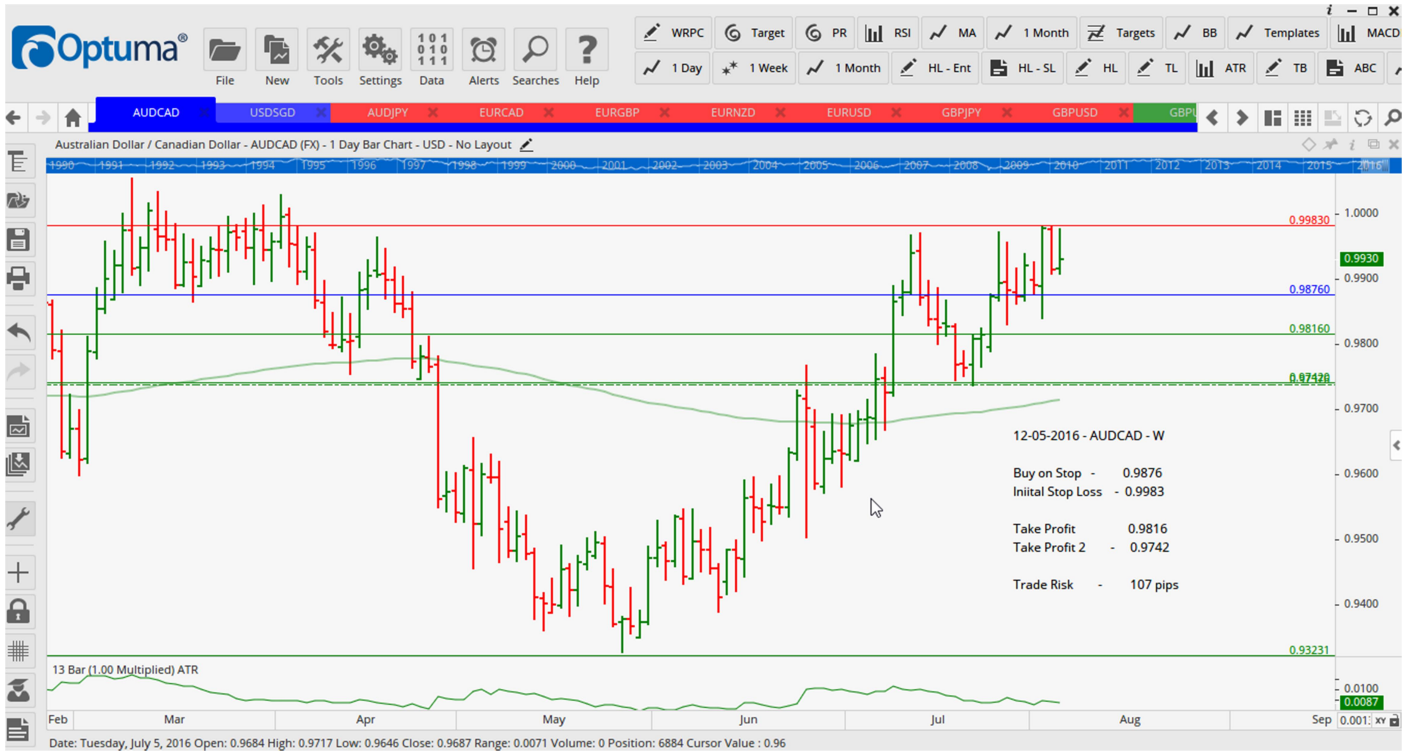 Optuma®
File New Tools Settings Data Alerts Searches Help
WRPC Target PR RSI MA 1 Month Targets BB Templates MACD
1 Day 1 Week 1 Month HL - Ent HL - SL HL TL ATR TB ABC
AUDCAD USDSGD AUDJPY EURCAD EURGBP EURNZD EURUSD GBPJPY GBPUSD
Australian Dollar / Canadian Dollar - AUDCAD (FX) - 1 Day Bar Chart - USD - No Layout
1990 1991 1992 1993 1994 1995 1996 1997 1998 1999 2000 2001 2002 2003 2004 2005 2006 2007 2008 2009 2010 2011 2012 2013 2014 2015 2016
1.0000
0.99830
0.9930
0.9900
0.98760
0.98160
0.9800
0.9700
12-05-2016 - AUDCAD - W
0.9600
Buy on Stop - 0.9876
Iniital Stop Loss - 0.9983
Take Profit 0.9816
0.9500
Take Profit 2 - 0.9742
Trade Risk - 107 pips
0.9400
0.93231
13 Bar (1.00 Multiplied) ATR
0.0100
0.0087
Feb Mar Apr May Jun Jul Aug Sep 0.001 XY
Date: Tuesday, July 5, 2016 Open: 0.9684 High: 0.9717 Low: 0.9646 Close: 0.9687 Range: 0.0071 Volume: 0 Position: 6884 Cursor Value : 0.96